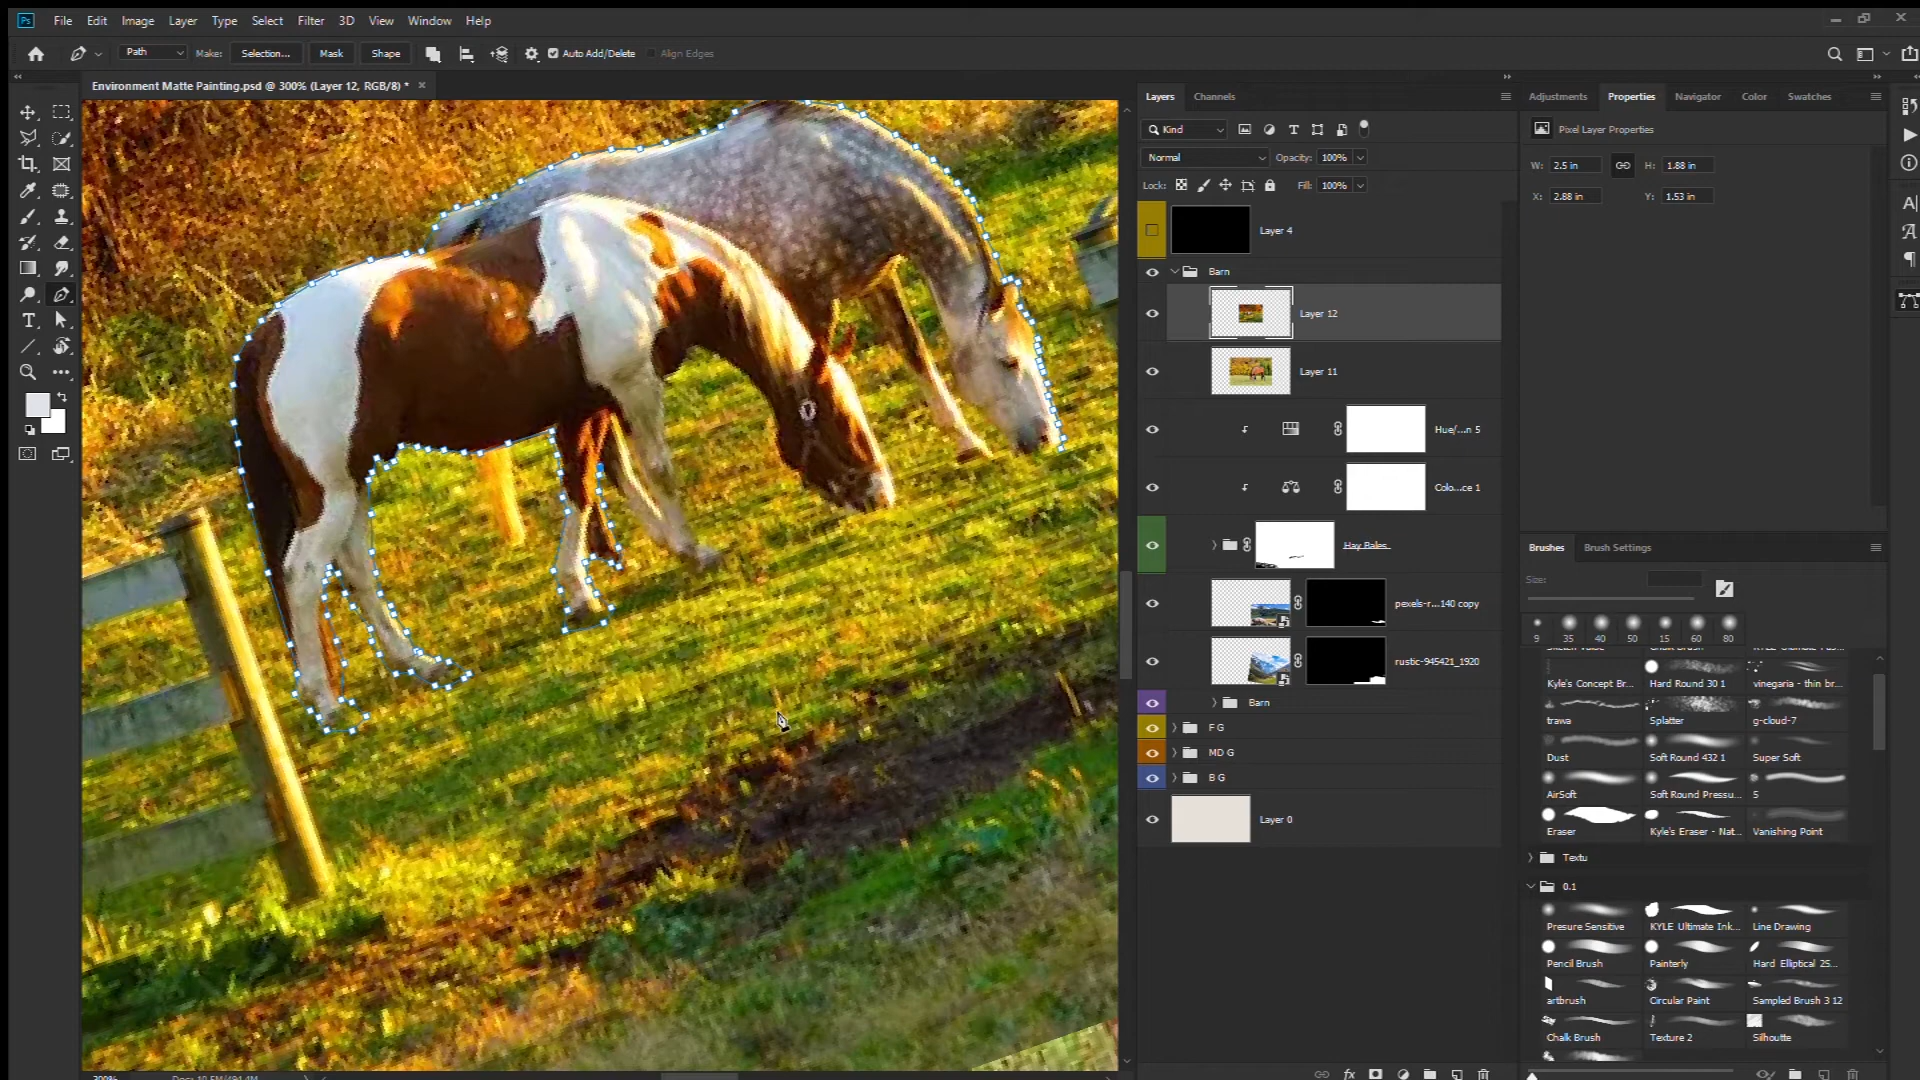 Ps File Edit Image Layer Type Select Filter 3D View Window Help
Path Make: Selection... Mask Shape Auto Add/Delete Align Edges
Environment Matte Painting.psd @ 300% (Layer 12, RGB/8) *
Layers Channels
Kind
Normal Opacity: 100%
Lock: Fill: 100%
Layer 4
Barn
Layer 12
Layer 11
Hue/...n 5
Colo...ce 1
Hay Bales
pexels-r...140 copy
rustic-945421_1920
Barn
F G
MD G
B G
Layer 0
Adjustments Properties Navigator Color Swatches
Pixel Layer Properties
W: 2.5 in H: 1.88 in
X: 2.88 in Y: 1.53 in
Brushes Brush Settings
Size:
9 35 40 50 15 60 80
Kyle's Concept Br... Hard Round 30 1 vinegaria - thin br...
trawa Splatter g-cloud-7
Dust Soft Round 432 1 Super Soft
AirSoft Soft Round Pressu... 5
Eraser Kyle's Eraser - Nat... Vanishing Point
Textu
0.1
Presure Sensitive KYLE Ultimate Ink... Line Drawing
Pencil Brush Painterly Hard Elliptical 25...
artbrush Circular Paint Sampled Brush 3 12
Chalk Brush Texture 2 Silhoutte
300%